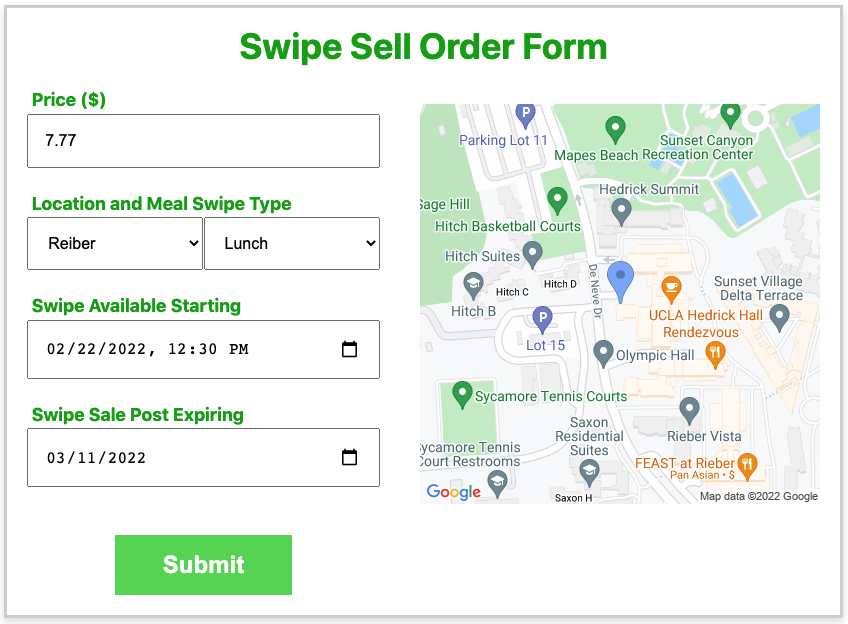 Swipe Sell Order Form
Price ($)
7.77
Location and Meal Swipe Type
Reiber
Lunch
Swipe Available Starting
02/22/2022, 12:30 PM
Swipe Sale Post Expiring
03/11/2022
Submit
P
Parking Lot 11
Mapes Beach
Sunset Canyon
Recreation Center
Hedrick Summit
Sage Hill
Hitch Basketball Courts
Hitch Suites
Hitch D
Hitch C
Hitch B
De Neve Dr
Sunset Village
Delta Terrace
UCLA Hedrick Hall
Rendezvous
P
Lot 15
Olympic Hall
Sycamore Tennis Courts
Rieber Vista
Saxon
Residential
Suites
ycamore Tennis
Court Restrooms
FEAST at Rieber
Pan Asian · $
Saxon H
Google
Map data ©2022 Google